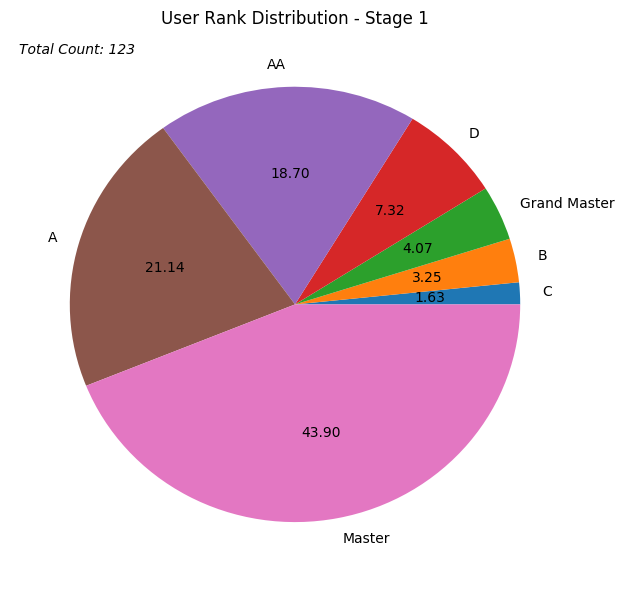 User Rank Distribution - Stage 1
Total Count: 123
AA
D
18.70
Grand Master
7.32
A
4.07
B
21.14
3.25
C
1.63
43.90
Master